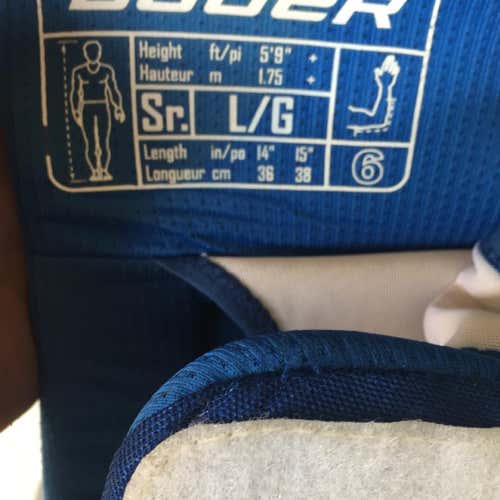 BAUER
Height ft/pi 5'9" +
Hauteur m 1.75 +
Sr. L/G
Length in/po 14" 15"
Longueur cm 36 38
6